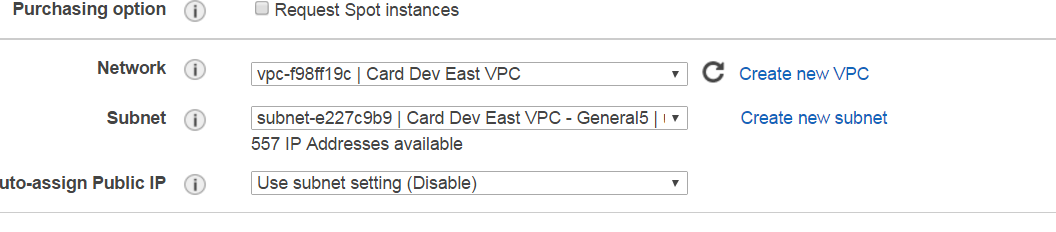 Purchasing option Request Spot instances
Network vpc-f98ff19c | Card Dev East VPC Create new VPC
Subnet subnet-e227c9b9 | Card Dev East VPC - General5 | Create new subnet
557 IP Addresses available
uto-assign Public IP Use subnet setting (Disable)